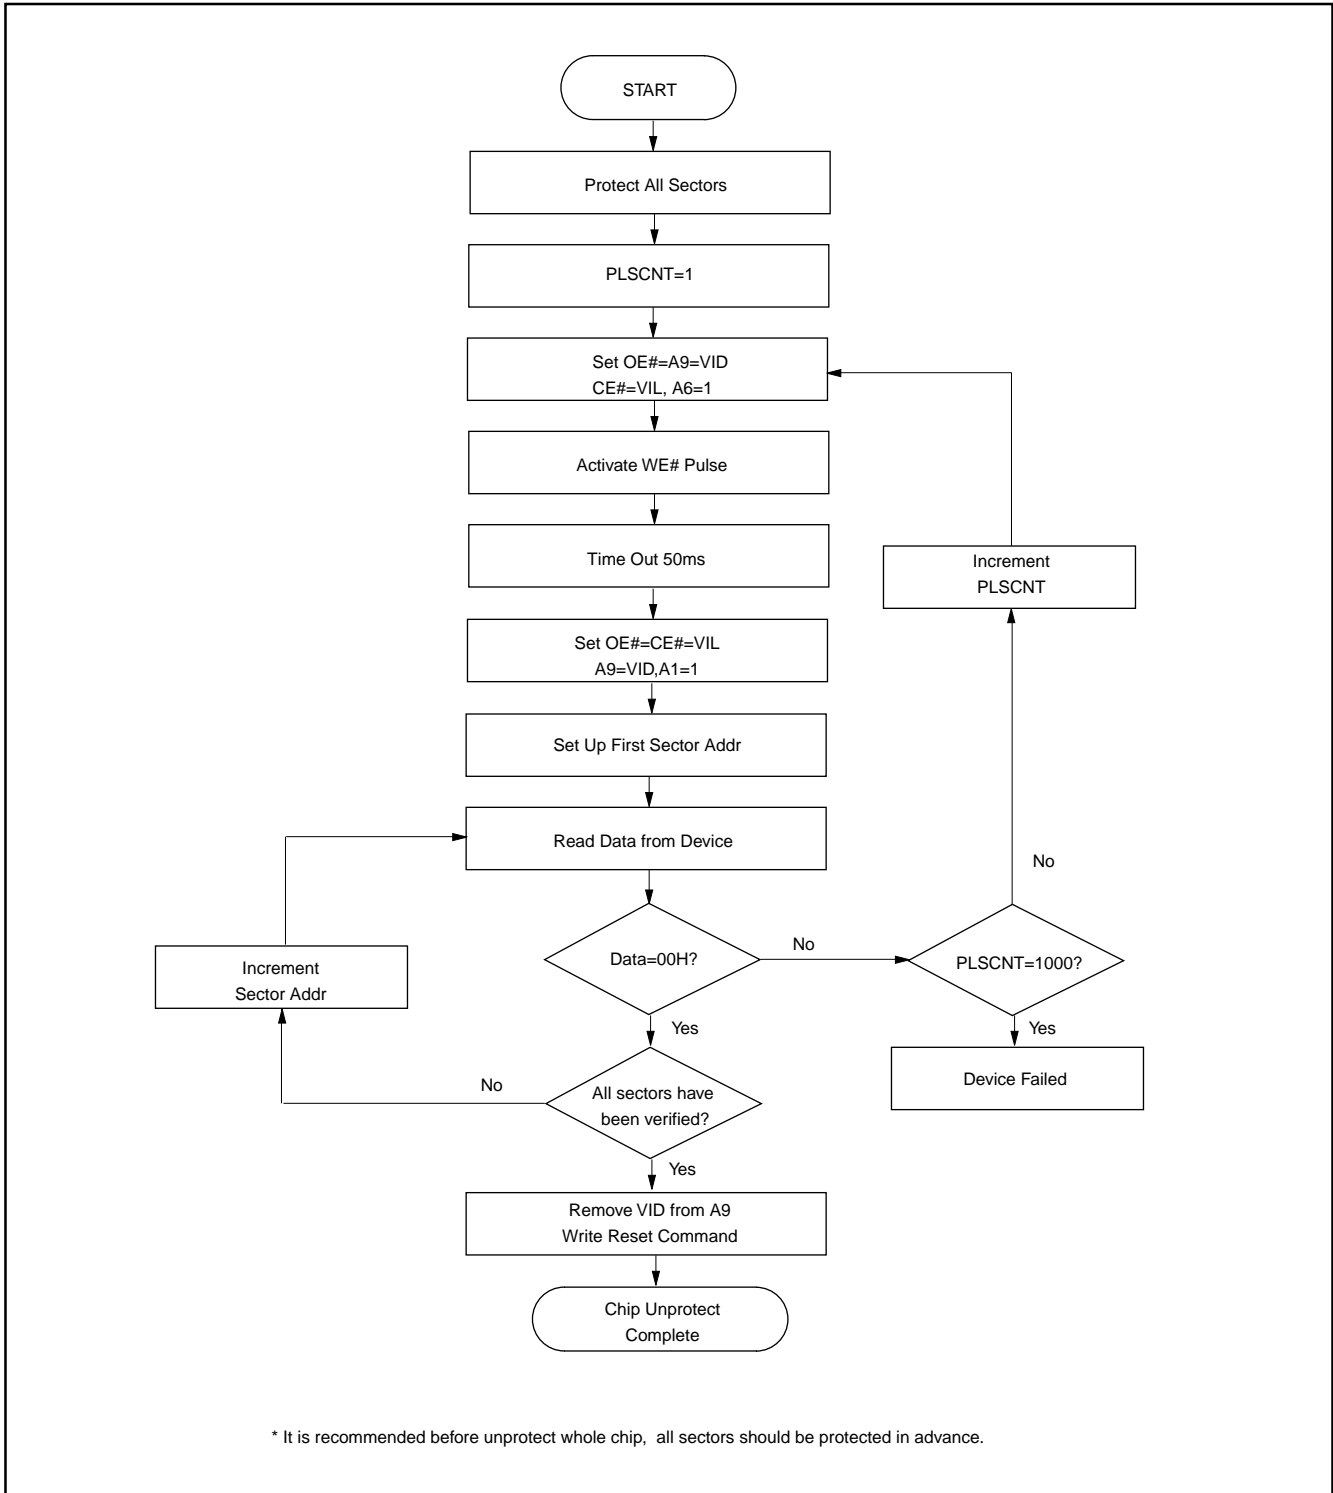 START
Protect All Sectors
PLSCNT=1
Set OE#=A9=VID
CE#=VIL, A6=1
Activate WE# Pulse
Time Out 50ms
Increment
PLSCNT
Set OE#=CE#=VIL
A9=VID,A1=1
Set Up First Sector Addr
Read Data from Device
No
Data=00H?
No
PLSCNT=1000?
Increment
Sector Addr
Yes
Yes
Device Failed
No
All sectors have
been verified?
Yes
Remove VID from A9
Write Reset Command
Chip Unprotect
Complete
* It is recommended before unprotect whole chip, all sectors should be protected in advance.